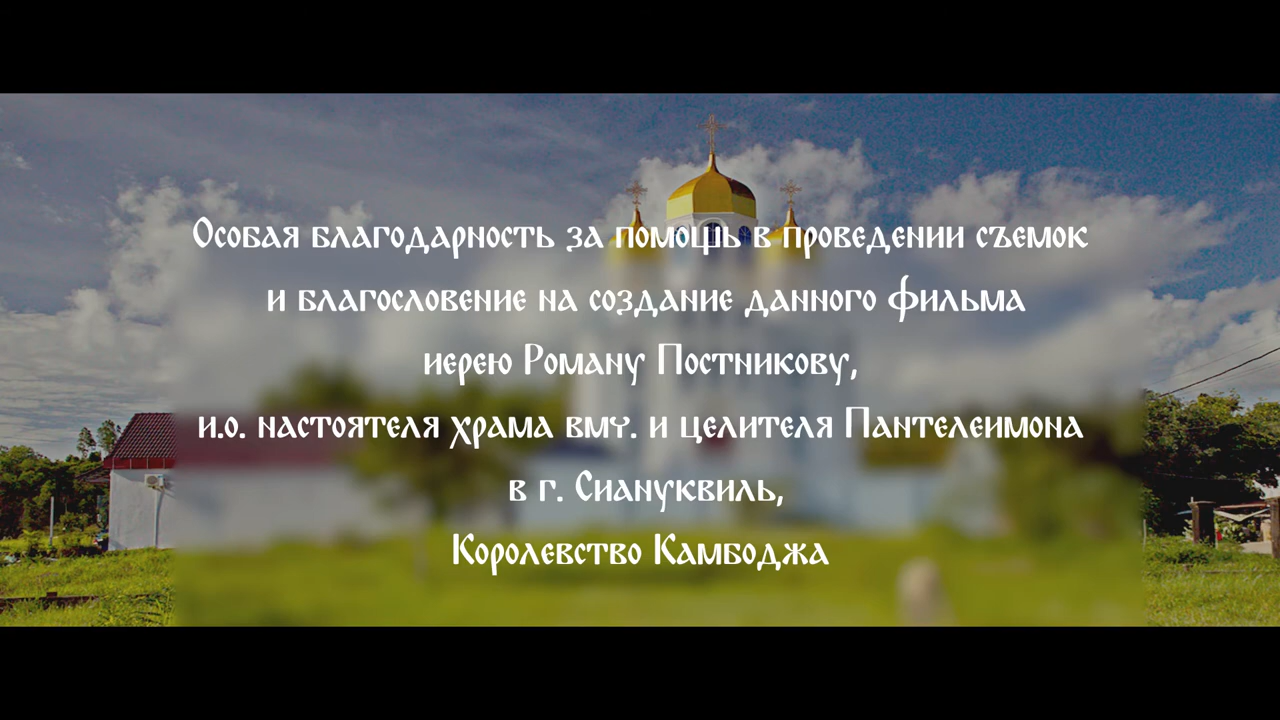 Особая благодарность за помощь в проведении съемок
и благословение на создание данного фильма
иерею Роману Постникову,
и.о. настоятеля храма вмч. и целителя Пантелеимона
в г. Сиануквиль,
Королевство Камбоджа